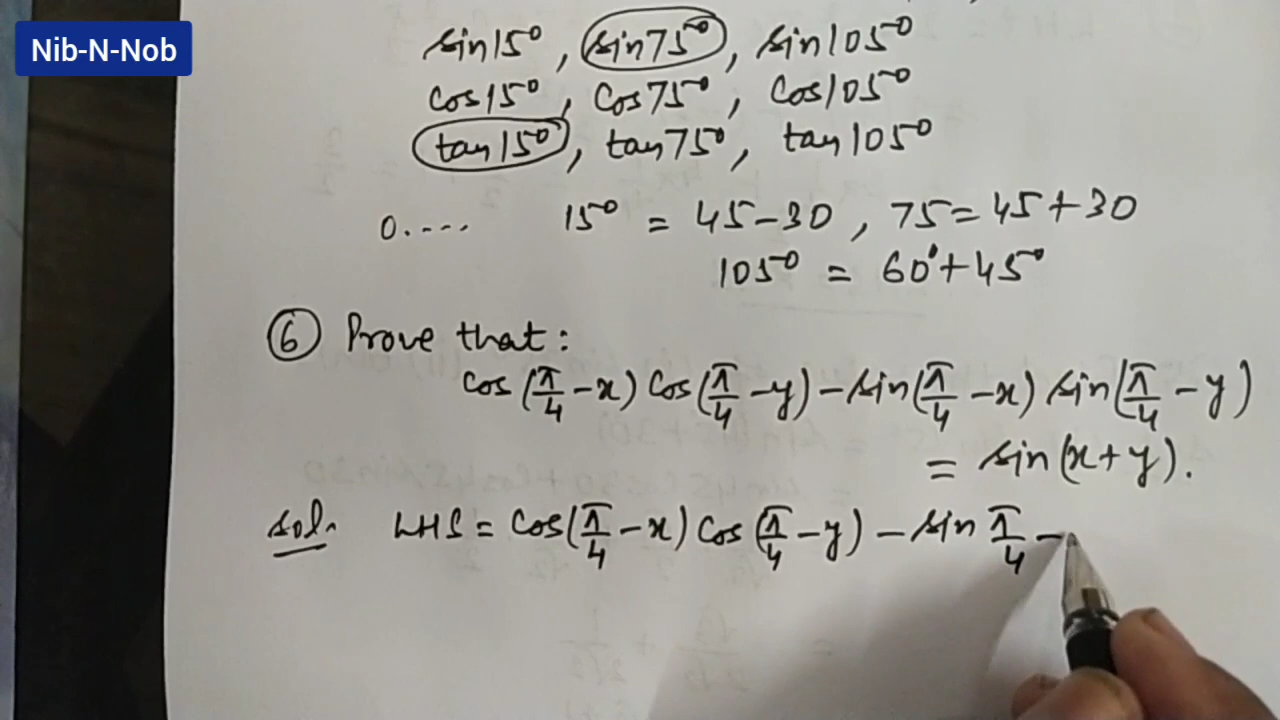 Nib-N-Nob
sin15°, sin75°, sin105°
cos15°, cos75°, cos105°
tan15°, tan75°, tan105°
0.... 15° = 45-30, 75=45+30
105° = 60°+45°
⑥ Prove that:
cos(π/4-x) cos(π/4-y)-sin(π/4-x) sin(π/4-y)
= sin(x+y).
Soln LHS = cos(π/4-x) cos(π/4-y) - sin π/4 -